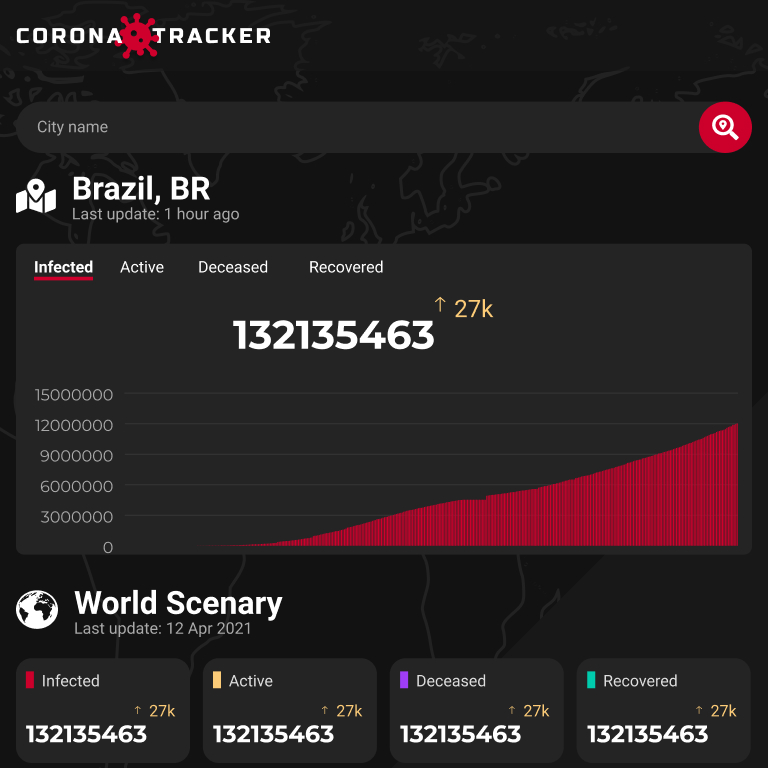 CORONA TRACKER
City name
Brazil, BR
Last update: 1 hour ago
Infected Active Deceased Recovered
↑ 27k
132135463
15000000
12000000
9000000
6000000
3000000
0
World Scenary
Last update: 12 Apr 2021
Infected Active Deceased Recovered
↑ 27k ↑ 27k ↑ 27k ↑ 27k
132135463 132135463 132135463 132135463